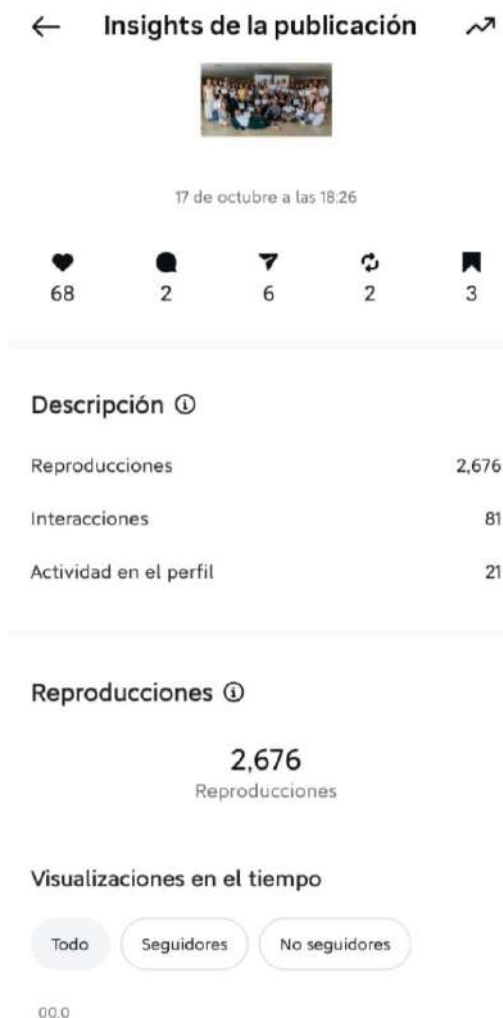 Insights de la publicación
17 de octubre a las 18:26
68 2 6 2 3
Descripción
Reproducciones 2,676
Interacciones 81
Actividad en el perfil 21
Reproducciones
2,676
Reproducciones
Visualizaciones en el tiempo
Todo Seguidores No seguidores
00.0